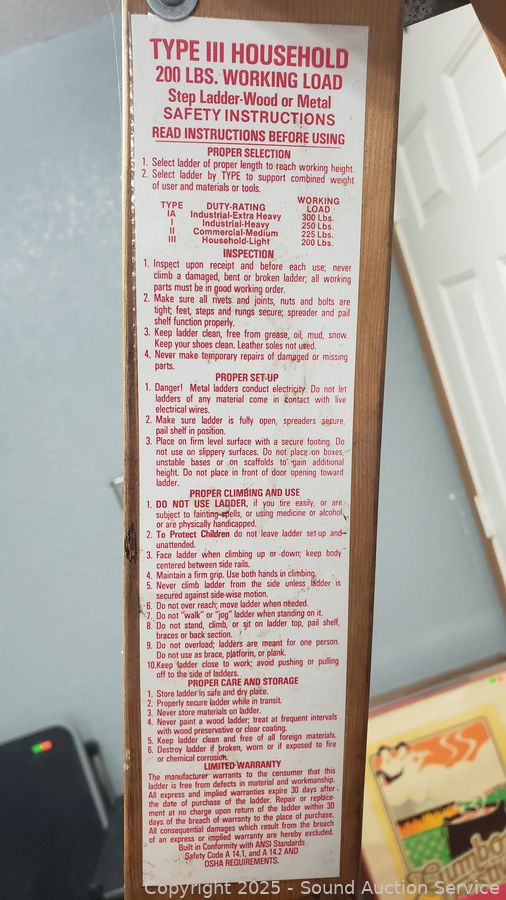 TYPE III HOUSEHOLD
200 LBS. WORKING LOAD
Step Ladder-Wood or Metal
SAFETY INSTRUCTIONS
READ INSTRUCTIONS BEFORE USING
PROPER SELECTION
1. Select ladder of proper length to reach working height.
2. Select ladder by TYPE to support combined weight
of user and materials or tools.
TYPE DUTY-RATING WORKING LOAD
IA Industrial-Extra Heavy 300 Lbs.
I Industrial-Heavy 250 Lbs.
II Commercial-Medium 225 Lbs.
III Household-Light 200 Lbs.
INSPECTION
1. Inspect upon receipt and before each use; never
climb a damaged, bent or broken ladder; all working
parts must be in good working order.
2. Make sure all rivets and joints, nuts and bolts are
tight; feet, steps and rungs secure; spreader and pail
shelf function properly.
3. Keep ladder clean, free from grease, oil, mud, snow.
Keep your shoes clean. Leather soles not used.
4. Never make temporary repairs of damaged or missing
parts.
PROPER SET-UP
1. Danger! Metal ladders conduct electricity. Do not let
ladders of any material come in contact with live
electrical wires.
2. Make sure ladder is fully open, spreaders secure,
pail shelf in position.
3. Place on firm level surface with a secure footing. Do
not use on slippery surfaces. Do not place on boxes,
unstable bases or on scaffolds to gain additional
height. Do not place in front of door opening toward
ladder.
PROPER CLIMBING AND USE
1. DO NOT USE LADDER, if you tire easily, or are
subject to fainting spells, or using medicine or alcohol,
or are physically handicapped.
2. To Protect Children do not leave ladder set-up and
unattended.
3. Face ladder when climbing up or down; keep body
centered between side rails.
4. Maintain a firm grip. Use both hands in climbing.
5. Never climb ladder from the side unless ladder is
secured against side-wise motion.
6. Do not over reach; move ladder when needed.
7. Do not "walk" or "jog" ladder when standing on it.
8. Do not stand, climb, or sit on ladder top, pail shelf,
braces or back section.
9. Do not overload; ladders are meant for one person.
Do not use as brace, platform, or plank.
10.Keep ladder close to work; avoid pushing or pulling
off to the side of ladders.
PROPER CARE AND STORAGE
1. Store ladder in safe and dry place.
2. Properly secure ladder while in transit.
3. Never store materials on ladder.
4. Never paint a wood ladder; treat at frequent intervals
with wood preservative or clear coating.
5. Keep ladder clean and free of all foreign materials.
6. Destroy ladder if broken, worn or if exposed to fire
or chemical corrosion.
LIMITED WARRANTY
The manufacturer warrants to the consumer that this
ladder is free from defects in material and workmanship.
All express and implied warranties expire 30 days after
the date of purchase of the ladder. Repair or replace-
ment at no charge upon return of the ladder within 30
days of the breach of warranty to the place of purchase.
All consequential damages which result from the breach
of an express or implied warranty are hereby excluded.
Built in Conformity with ANSI Standards
Safety Code A 14.1, and A 14.2 AND
OSHA REQUIREMENTS.
Copyright 2025 - Sound Auction Service